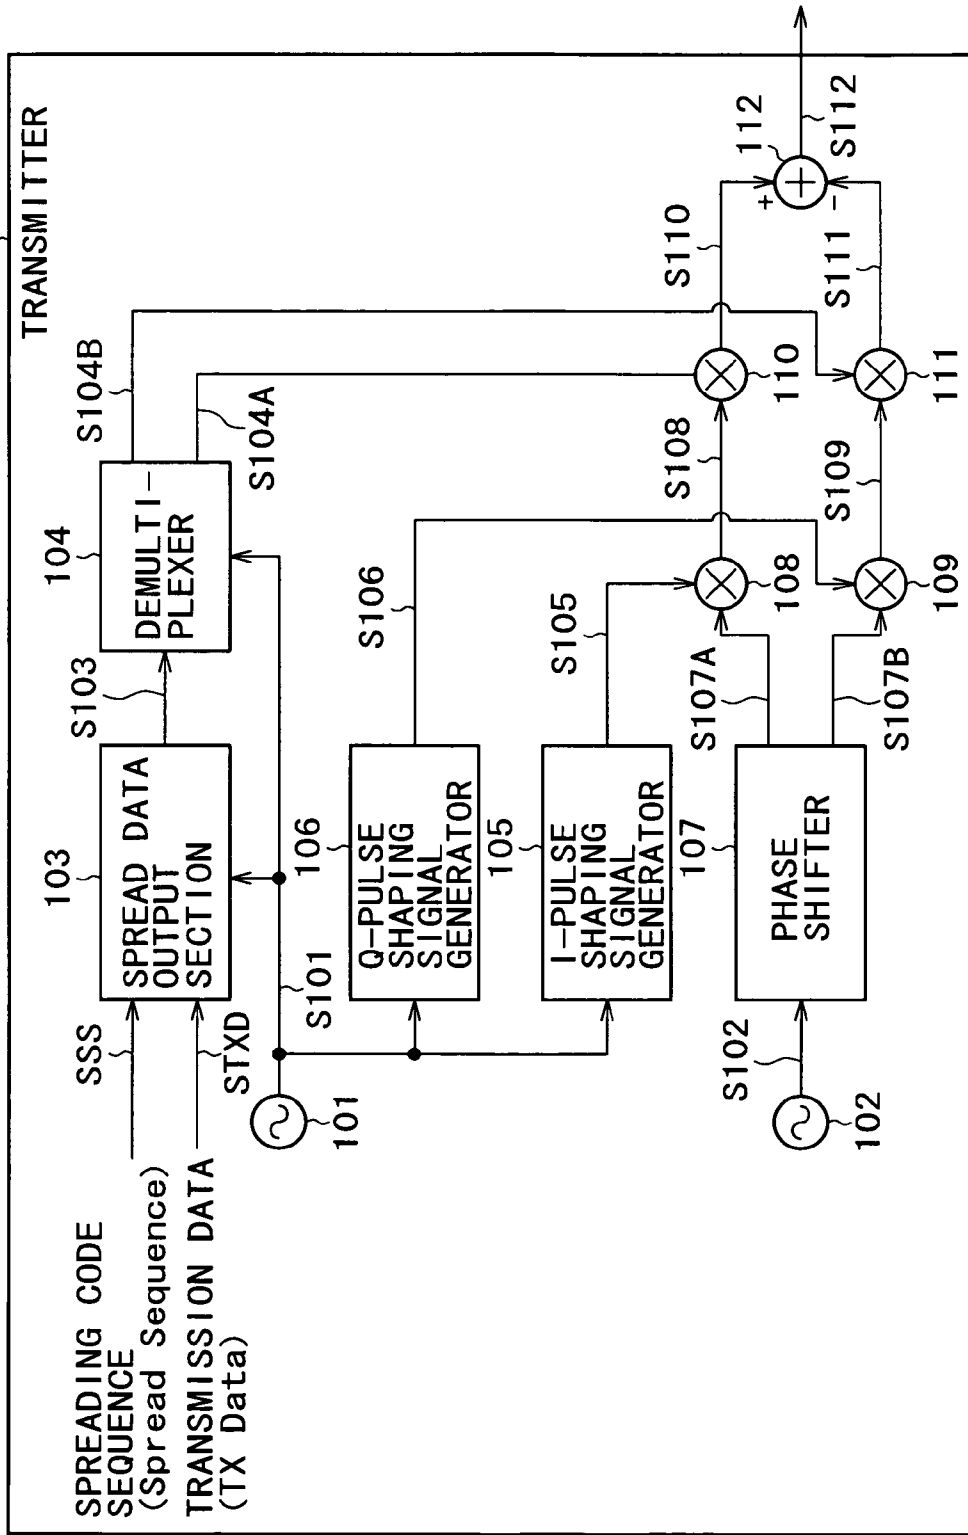 TRANSMITTER
SPREADING CODE
SEQUENCE
(Spread Sequence)
TRANSMISSION DATA
(TX Data)
SSS
STXD
103
SPREAD DATA
OUTPUT
SECTION
S103
104
DEMULTI-
PLEXER
S104B
S104A
101
S101
106
Q-PULSE
SHAPING
SIGNAL
GENERATOR
S106
105
I-PULSE
SHAPING
SIGNAL
GENERATOR
S105
102
S102
107
PHASE
SHIFTER
S107A
S107B
108
S108
109
S109
110
S110
111
S111
112
+
-
S112